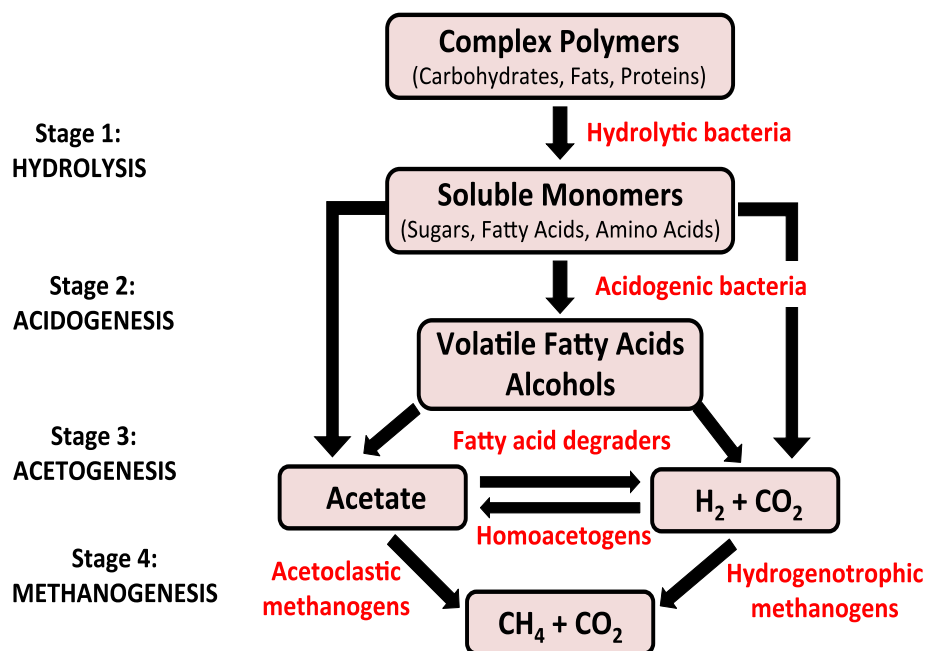 Complex Polymers
(Carbohydrates, Fats, Proteins)
Stage 1:
HYDROLYSIS
Hydrolytic bacteria
Soluble Monomers
(Sugars, Fatty Acids, Amino Acids)
Stage 2:
ACIDOGENESIS
Acidogenic bacteria
Volatile Fatty Acids
Alcohols
Stage 3:
ACETOGENESIS
Fatty acid degraders
Acetate
H₂ + CO₂
Homoacetogens
Stage 4:
METHANOGENESIS
Acetoclastic
methanogens
Hydrogenotrophic
methanogens
CH₄ + CO₂